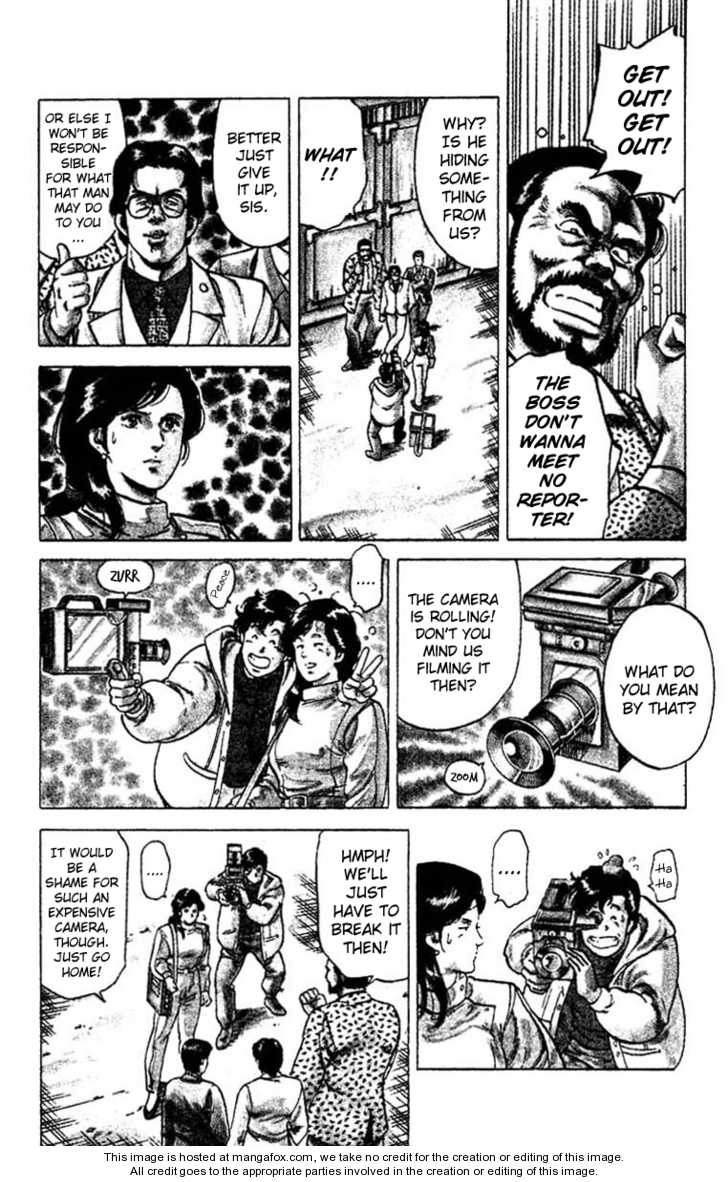 GET
OUT!
GET
OUT!
THE
BOSS
DON'T
WANNA
MEET
NO
REPOR-
TER!
WHY?
IS HE
HIDING
SOME-
THING
FROM
US?
WHAT
!!
BETTER
JUST
GIVE
IT UP,
SIS.
OR ELSE I
WON'T BE
RESPON-
SIBLE
FOR WHAT
THAT MAN
MAY DO
TO YOU
...
WHAT DO
YOU MEAN
BY THAT?
THE CAMERA
IS ROLLING!
DON'T YOU
MIND US
FILMING IT
THEN?
ZOOM
....
Peace
ZURR
Ha
Ha
....
HMPH!
WE'LL
JUST
HAVE TO
BREAK IT
THEN!
....
IT WOULD
BE A
SHAME FOR
SUCH AN
EXPENSIVE
CAMERA,
THOUGH.
JUST GO
HOME!
This image is hosted at mangafox.com, we take no credit for the creation or editing of this image.
All credit goes to the appropriate parties involved in the creation or editing of this image.